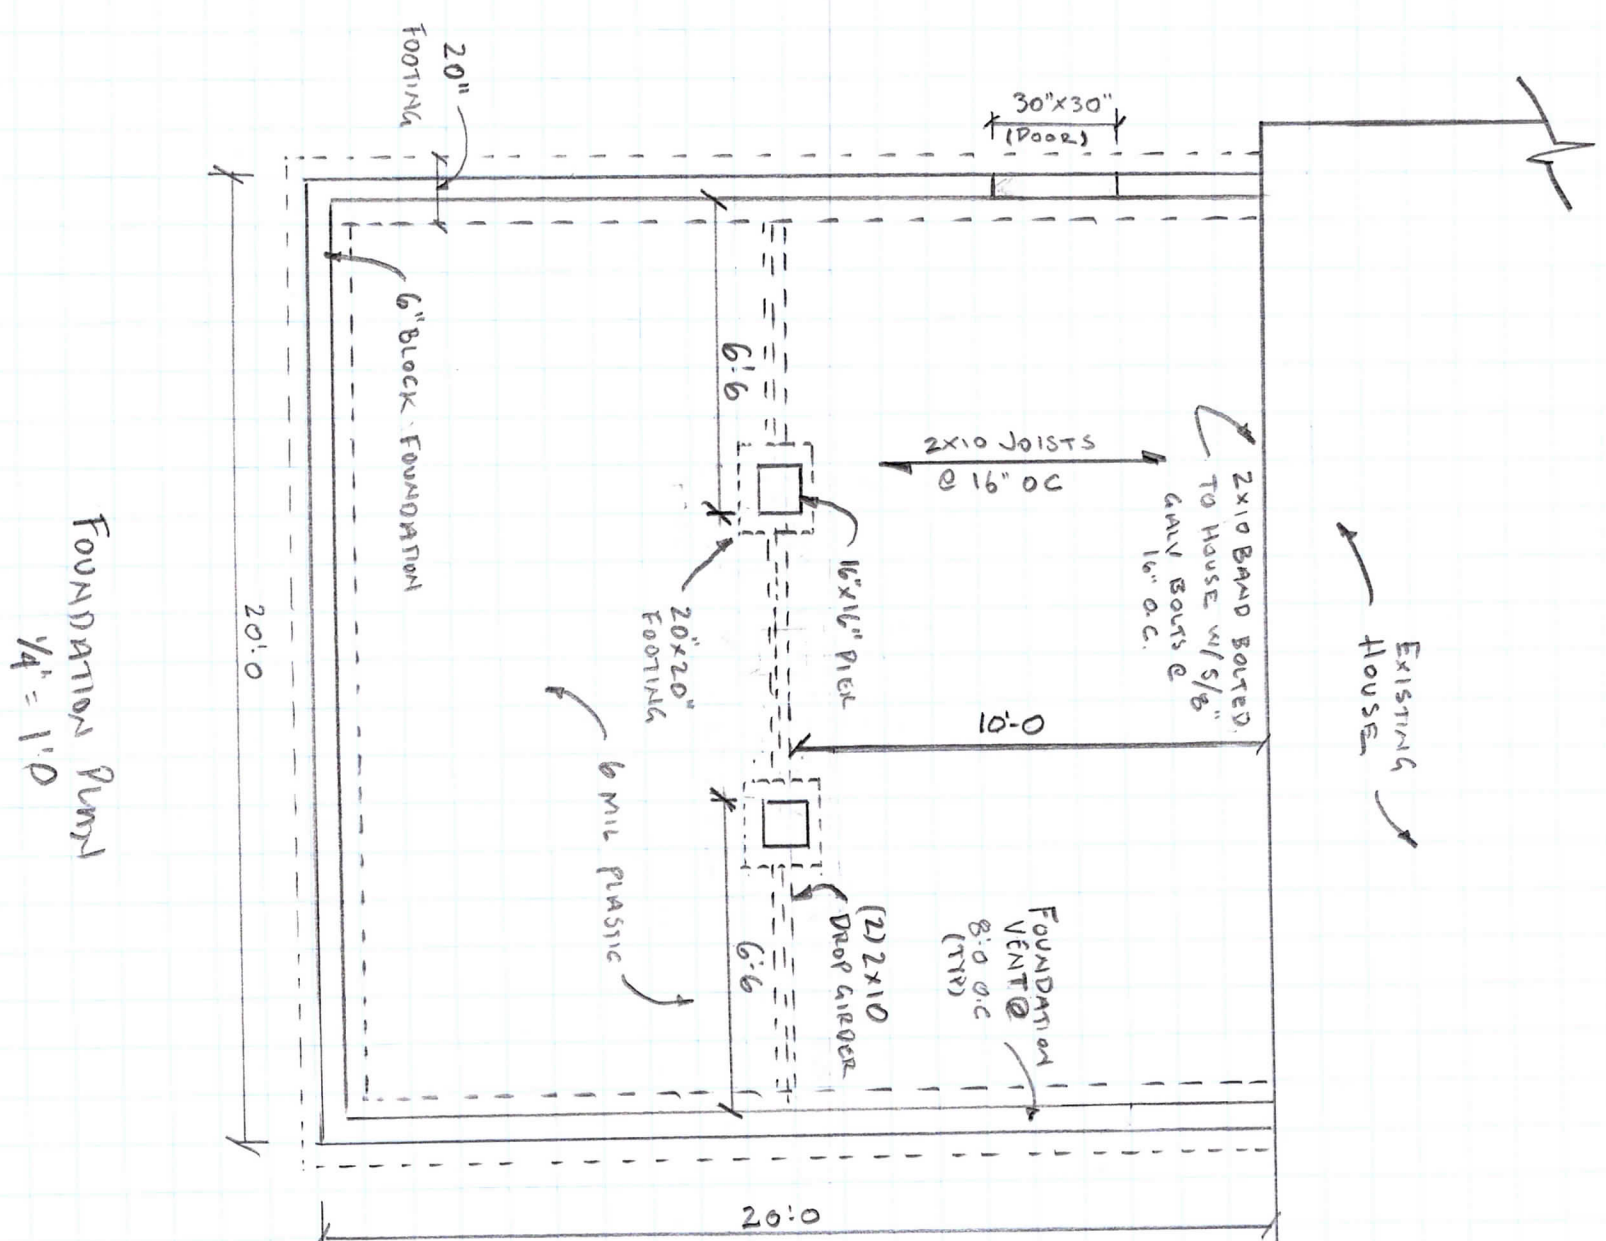 20"
FOOTING
30"X30"
(DOOR)
6" BLOCK FOUNDATION
6'-6
2X10 JOISTS
@ 16" OC
2X10 BAND BOLTED
TO HOUSE W/ 5/8"
GALV BOLTS @
16" O.C.
EXISTING
HOUSE
16"X16" PIER
20"X20"
FOOTING
10'-0
20'-0
6 MIL PLASTIC
(2) 2X10
DROP GIRDER
6'-6
FOUNDATION
VENT @
8'-0 O.C
(TYP)
20'-0
FOUNDATION PLAN
1/4" = 1'-0